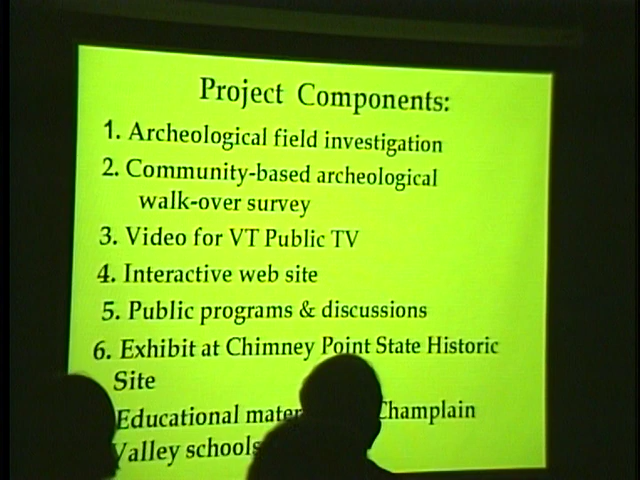 Project Components:
1. Archeological field investigation
2. Community-based archeological
walk-over survey
3. Video for VT Public TV
4. Interactive web site
5. Public programs & discussions
6. Exhibit at Chimney Point State Historic
Site
Educational Champlain
Valley schools